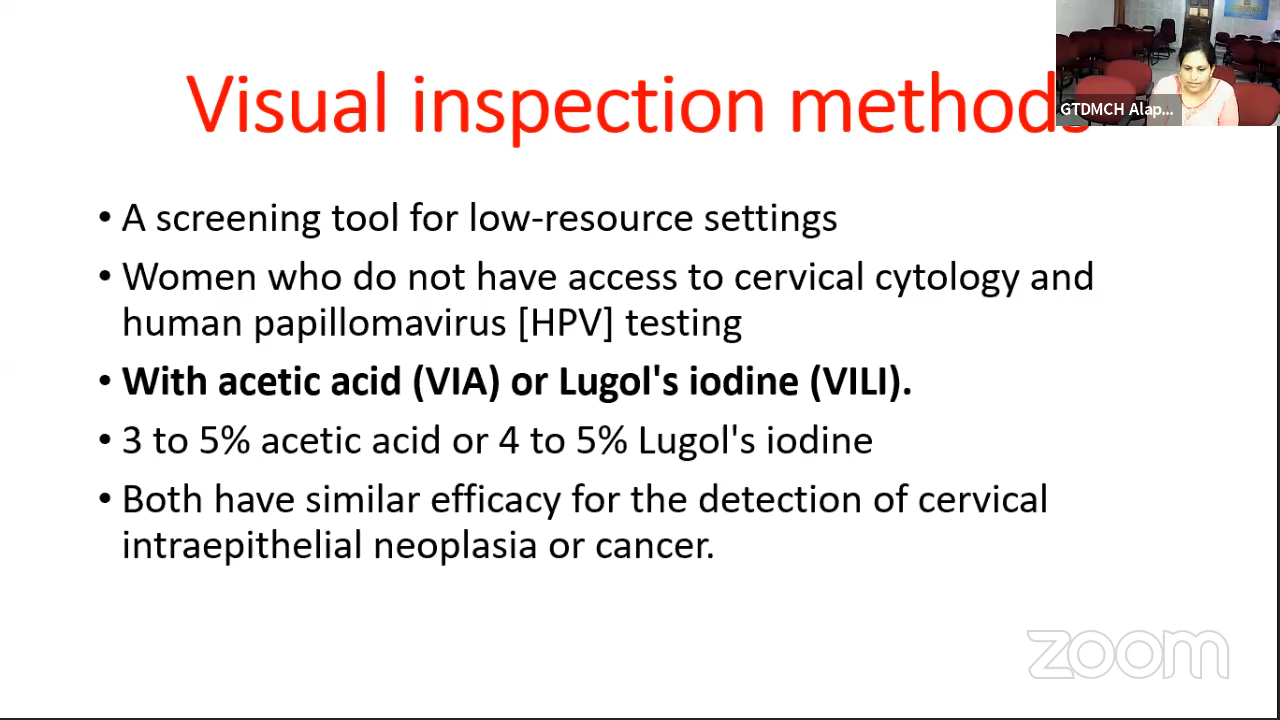 Visual inspection methods
GTDMCH Alap...
• A screening tool for low-resource settings
• Women who do not have access to cervical cytology and
human papillomavirus [HPV] testing
• With acetic acid (VIA) or Lugol's iodine (VILI).
• 3 to 5% acetic acid or 4 to 5% Lugol's iodine
• Both have similar efficacy for the detection of cervical
intraepithelial neoplasia or cancer.
zoom